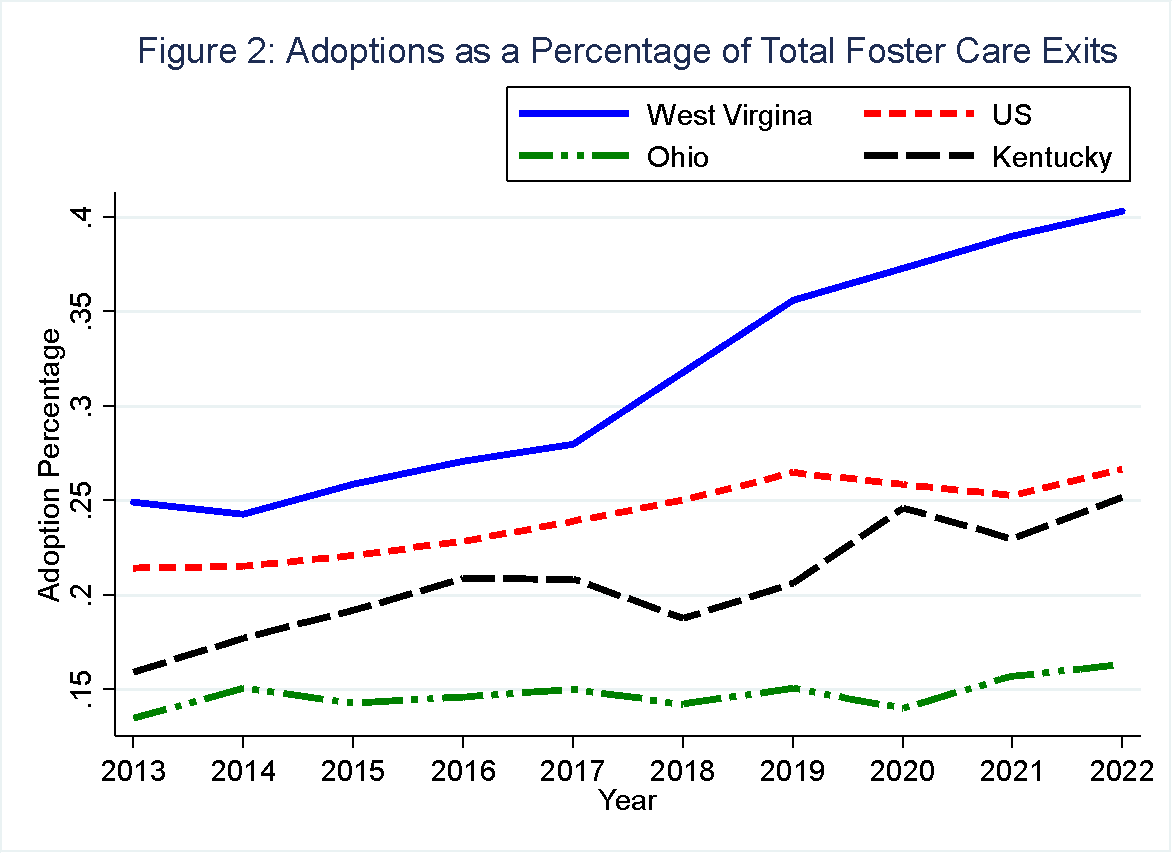 Figure 2: Adoptions as a Percentage of Total Foster Care Exits
West Virgina US
Ohio Kentucky
Adoption Percentage
.4
.35
.3
.25
.2
.15
2013 2014 2015 2016 2017 2018 2019 2020 2021 2022
Year